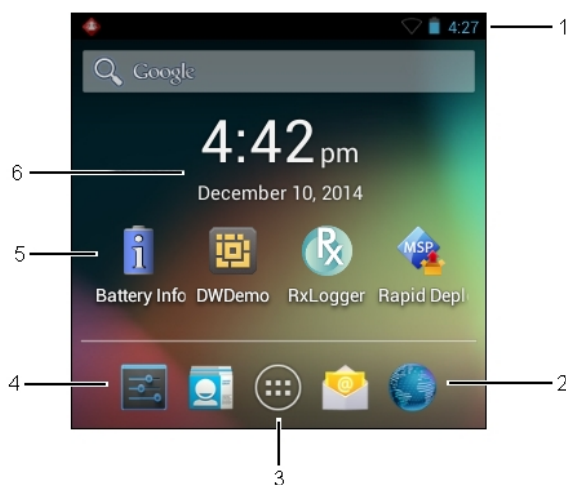 4:27
1
Google
4:42 pm
6
December 10, 2014
5
i
Rx
MSP
Battery Info DWDemo RxLogger Rapid Depl
4
@
2
3